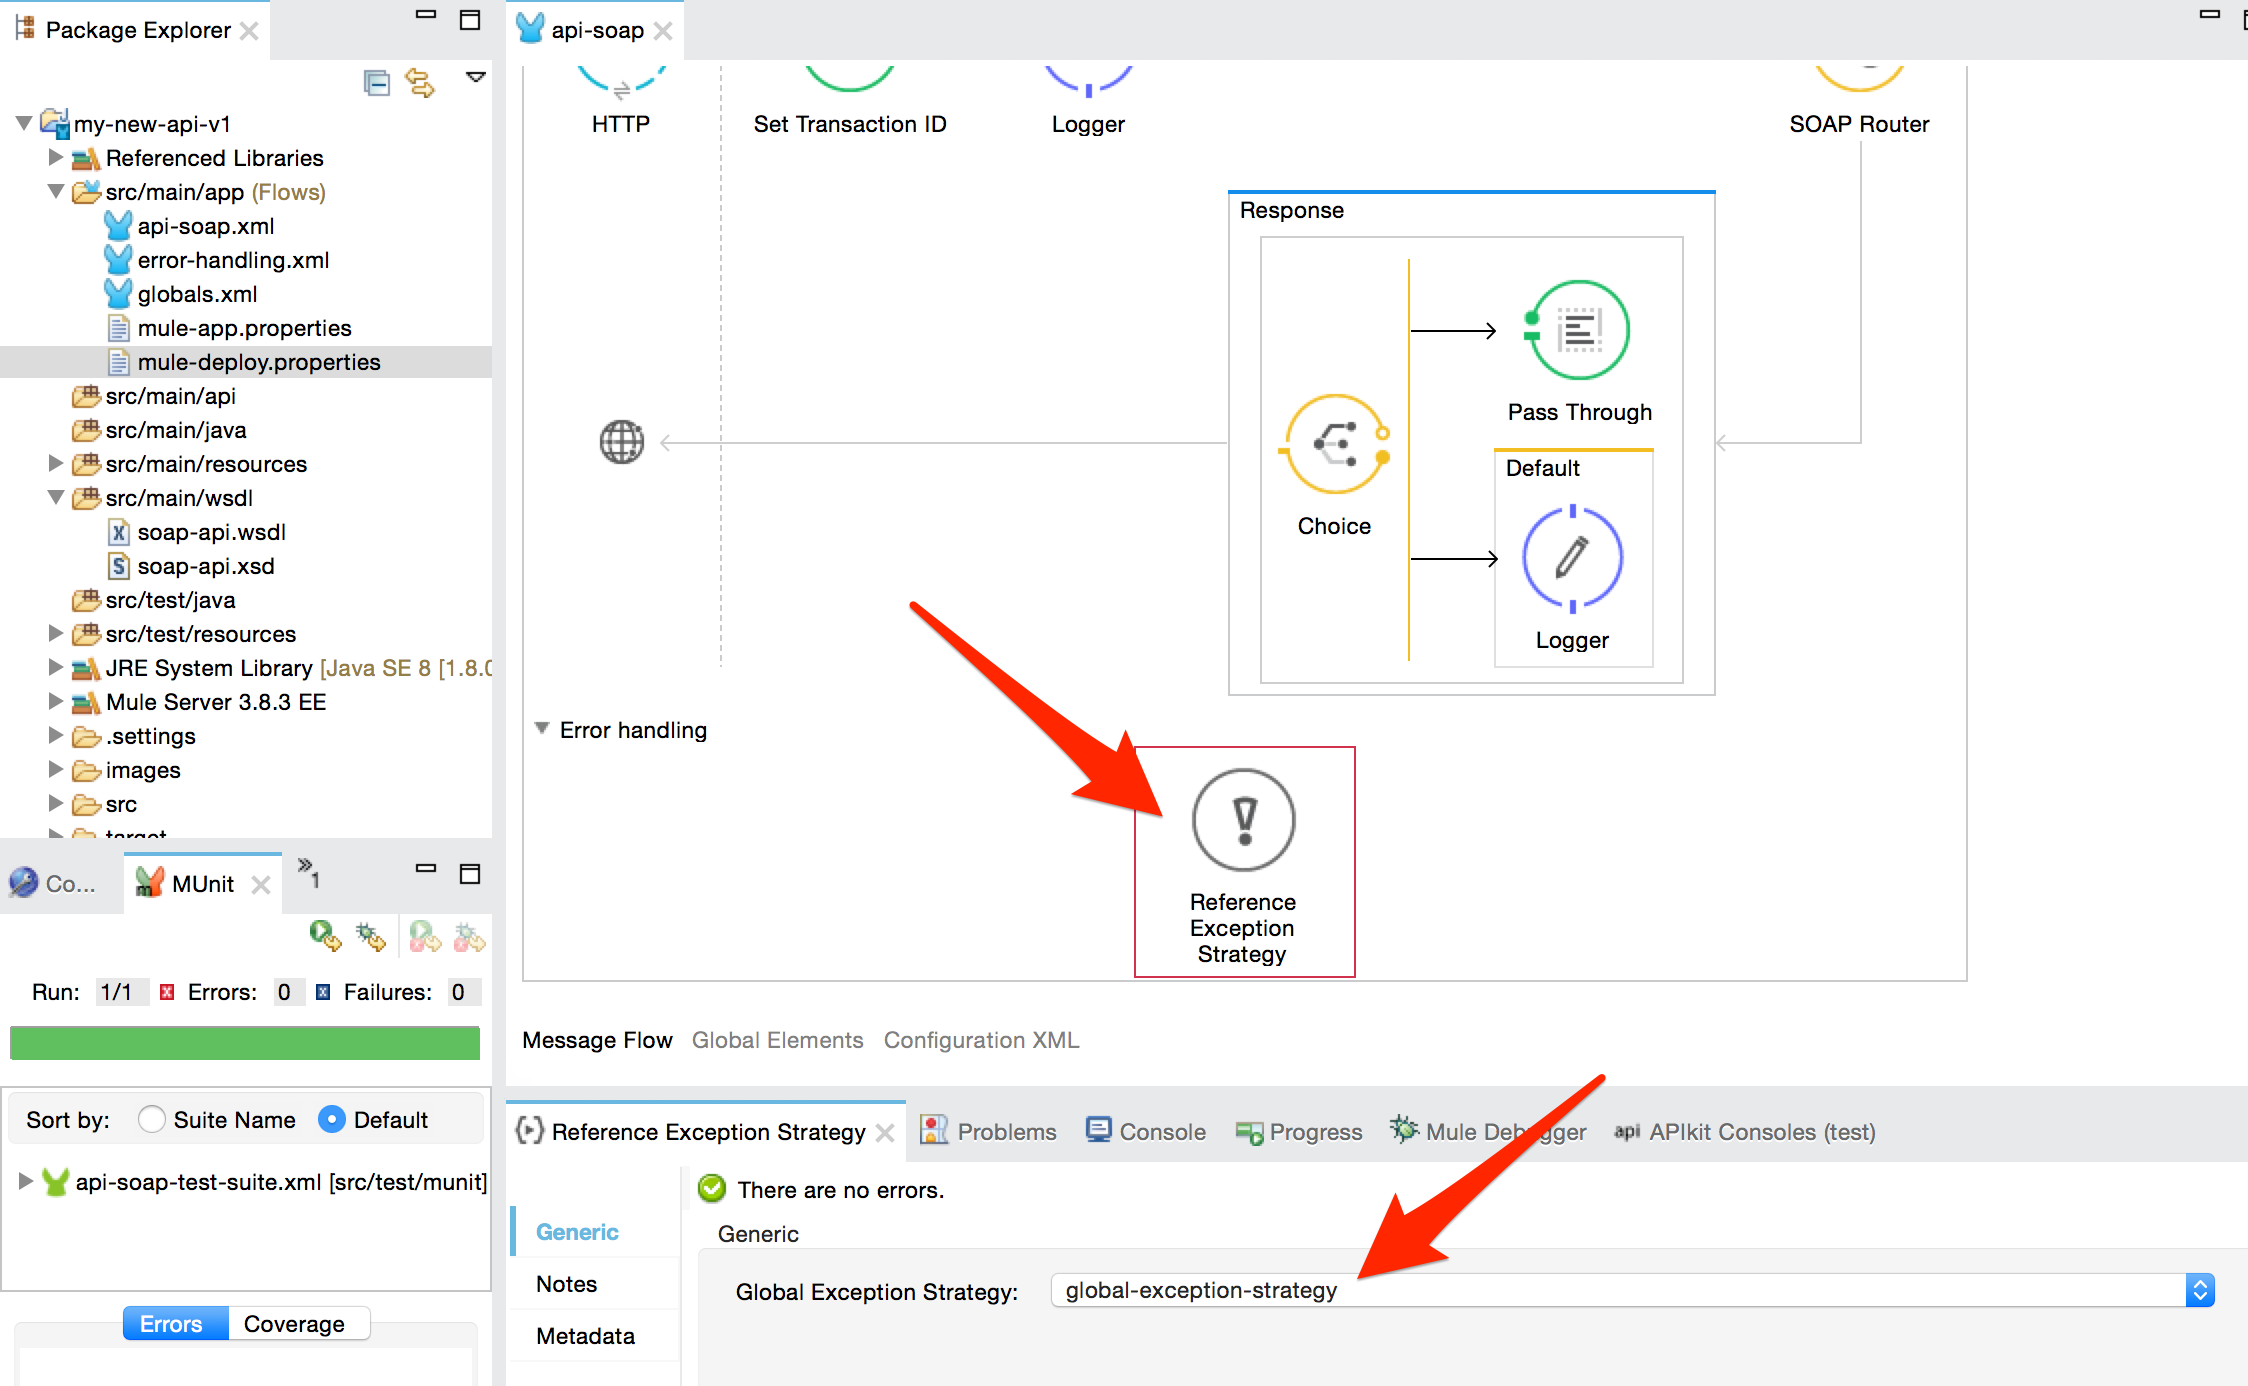 Package Explorer
my-new-api-v1
Referenced Libraries
src/main/app (Flows)
api-soap.xml
error-handling.xml
globals.xml
mule-app.properties
mule-deploy.properties
src/main/api
src/main/java
src/main/resources
src/main/wsdl
soap-api.wsdl
soap-api.xsd
src/test/java
src/test/resources
JRE System Library [Java SE 8 [1.8.0
Mule Server 3.8.3 EE
.settings
images
src
target
Co...
MUnit
»1
Run: 1/1 Errors: 0 Failures: 0
Sort by: Suite Name Default
api-soap-test-suite.xml [src/test/munit]
Errors Coverage
api-soap
HTTP
Set Transaction ID
Logger
SOAP Router
Response
Pass Through
Choice
Default
Logger
Error handling
Reference
Exception
Strategy
Message Flow Global Elements Configuration XML
Reference Exception Strategy
Problems
Console
Progress
Mule Debugger
api APIkit Consoles (test)
There are no errors.
Generic
Notes
Metadata
Generic
Global Exception Strategy: global-exception-strategy